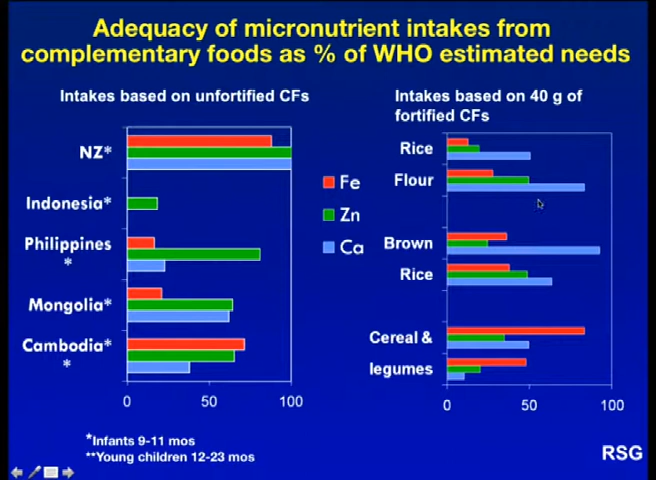 Adequacy of micronutrient intakes from
complementary foods as % of WHO estimated needs
Intakes based on unfortified CFs
NZ*
Indonesia*
Philippines
*
Mongolia*
Cambodia*
*
0 50 100
Fe
Zn
Ca
Intakes based on 40 g of
fortified CFs
Rice
Flour
Brown
Rice
Cereal &
legumes
0 50 100
*Infants 9-11 mos
**Young children 12-23 mos
RSG